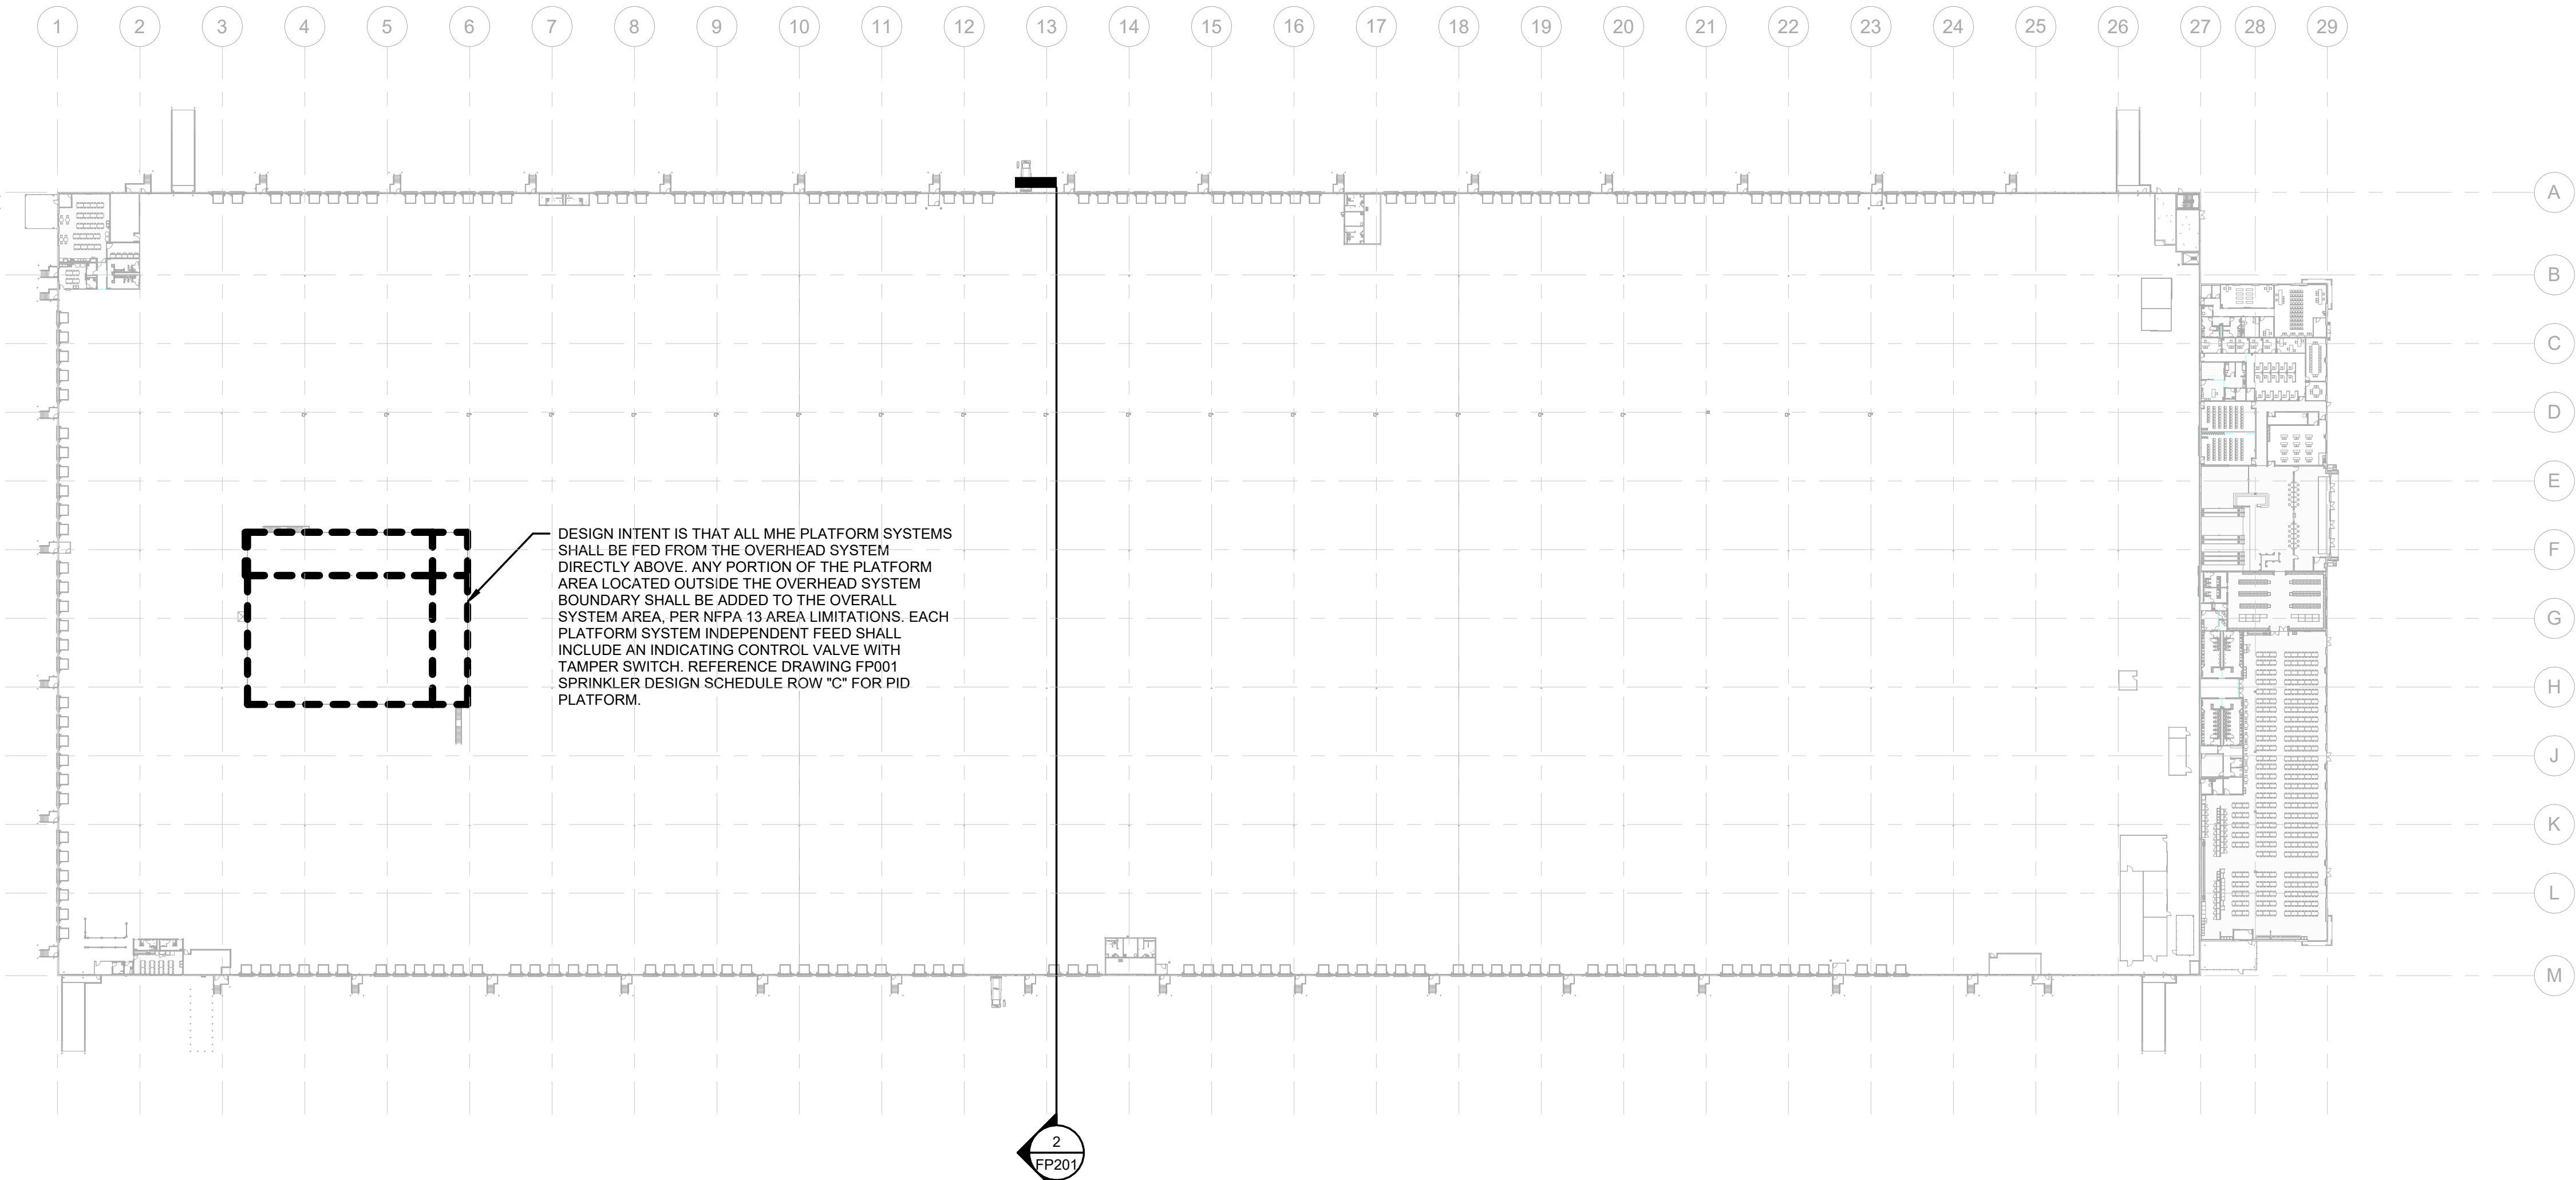 1 2 3 4 5 6 7 8 9 10 11 12 13 14 15 16 17 18 19 20 21 22 23 24 25 26 27 28 29
A
B
C
D
E
F
G
H
J
K
L
M
DESIGN INTENT IS THAT ALL MHE PLATFORM SYSTEMS
SHALL BE FED FROM THE OVERHEAD SYSTEM
DIRECTLY ABOVE. ANY PORTION OF THE PLATFORM
AREA LOCATED OUTSIDE THE OVERHEAD SYSTEM
BOUNDARY SHALL BE ADDED TO THE OVERALL
SYSTEM AREA, PER NFPA 13 AREA LIMITATIONS. EACH
PLATFORM SYSTEM INDEPENDENT FEED SHALL
INCLUDE AN INDICATING CONTROL VALVE WITH
TAMPER SWITCH. REFERENCE DRAWING FP001
SPRINKLER DESIGN SCHEDULE ROW "C" FOR PID
PLATFORM.
2
FP201